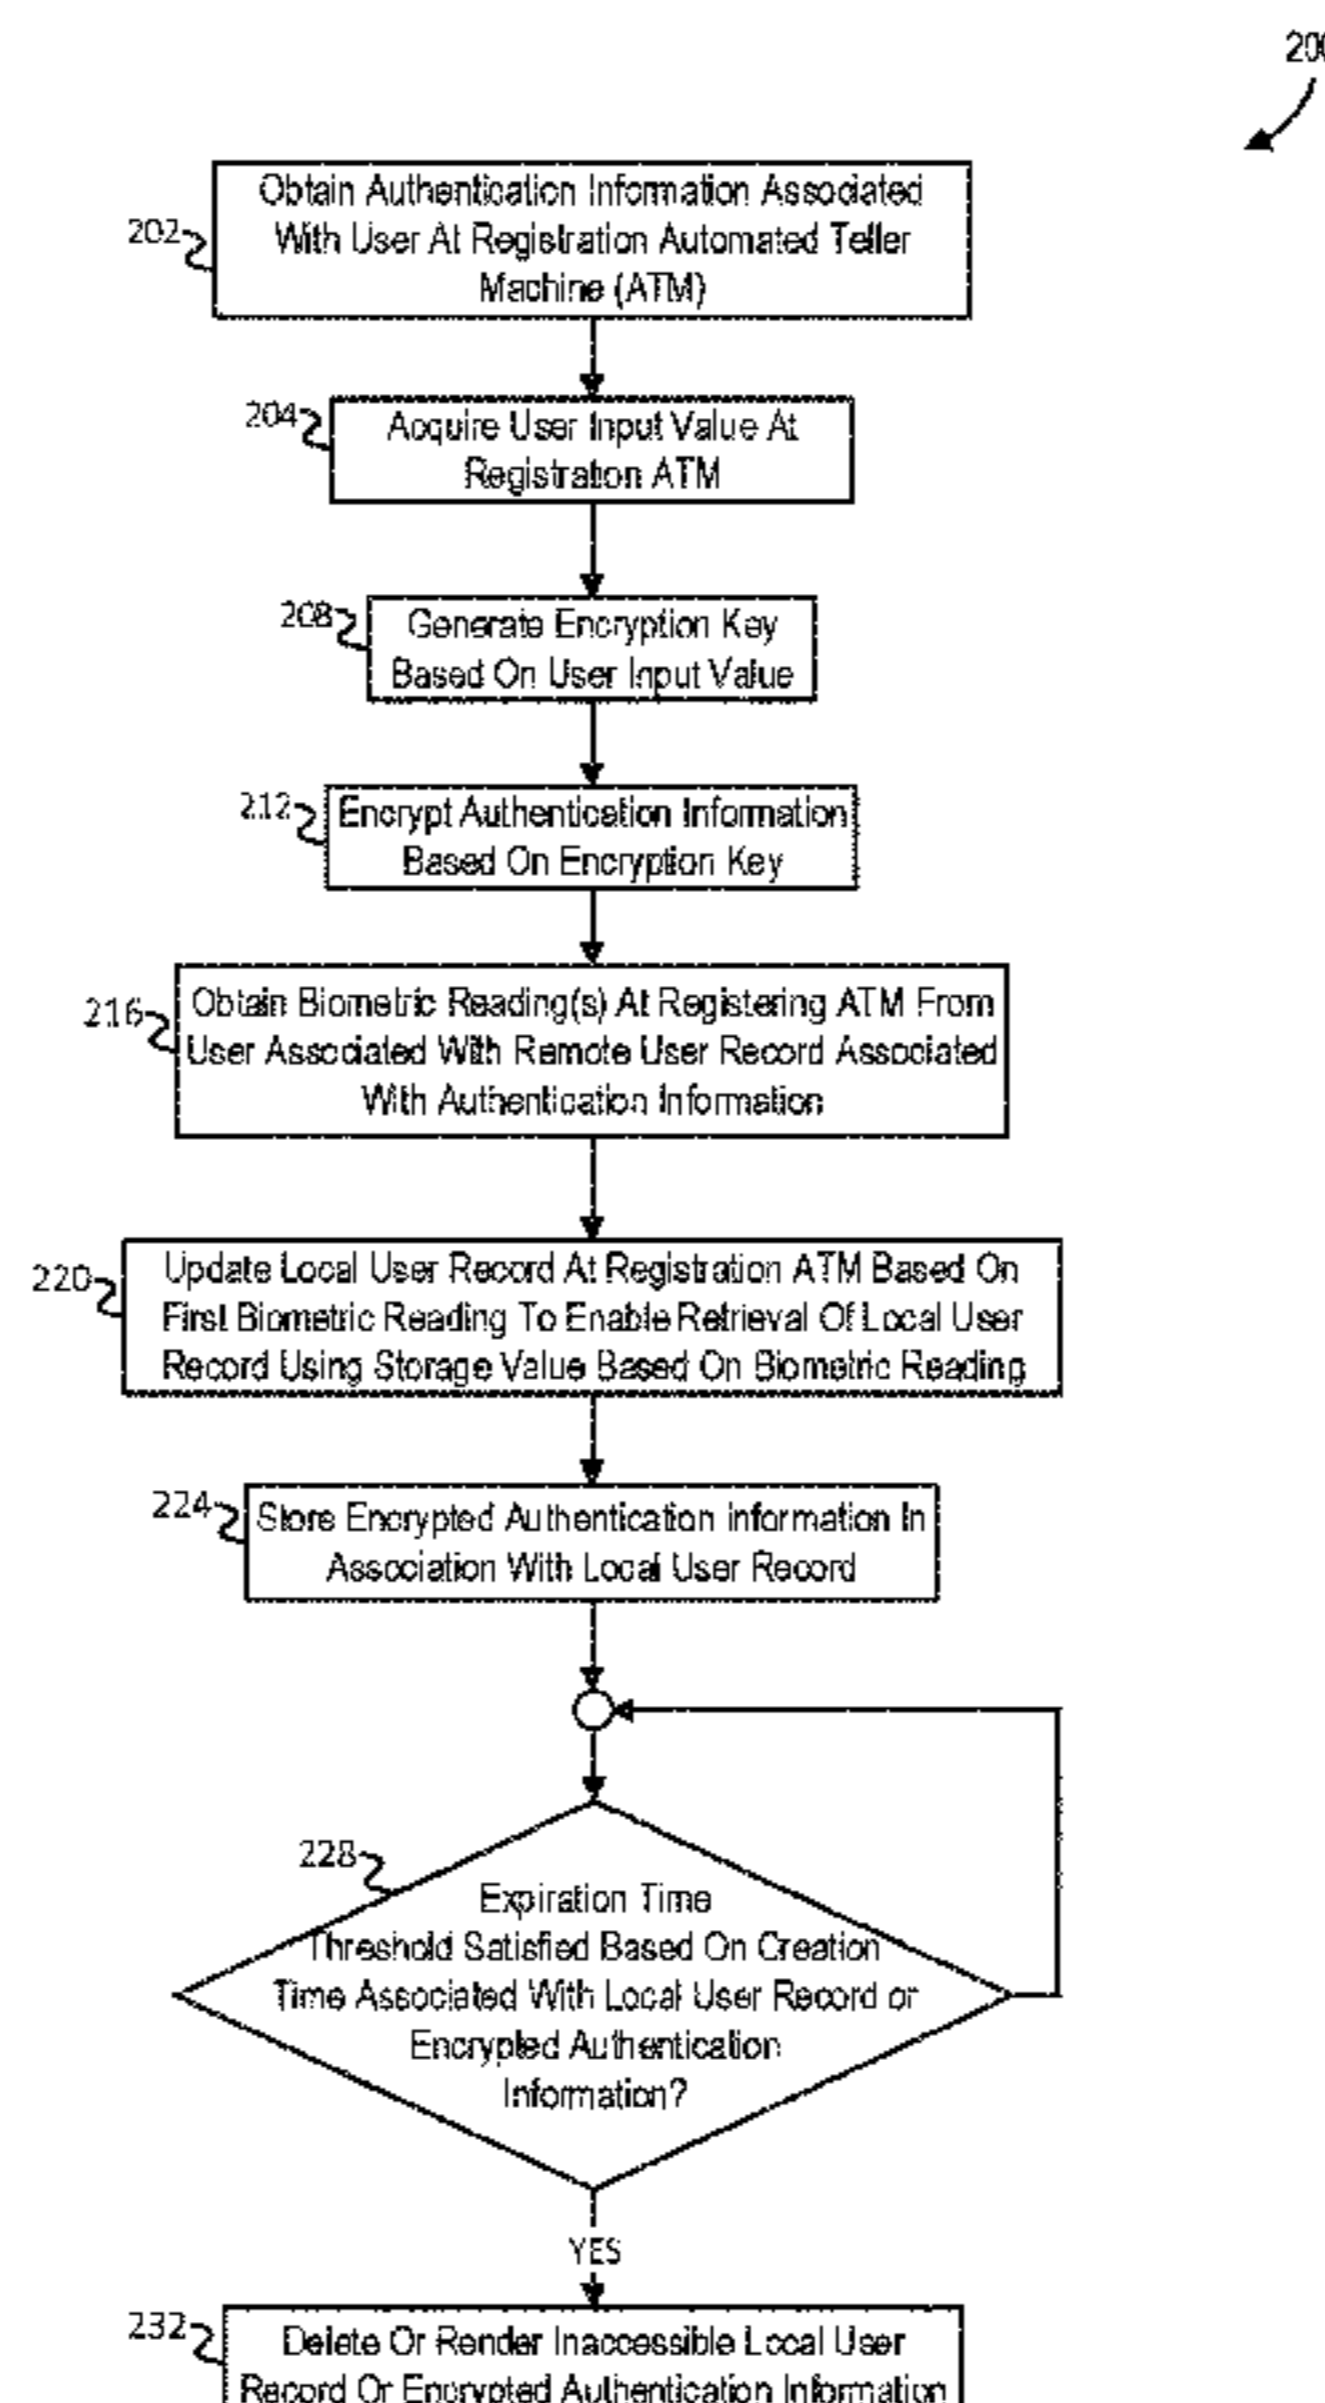 200
202
Obtain Authentication Information Associated
With User At Registration Automated Teller
Machine (ATM)
204
Acquire User Input Value At
Registration ATM
208
Generate Encryption Key
Based On User Input Value
212
Encrypt Authentication Information
Based On Encryption Key
216
Obtain Biometric Reading(s) At Registering ATM From
User Associated With Remote User Record Associated
With Authentication Information
220
Update Local User Record At Registration ATM Based On
First Biometric Reading To Enable Retrieval Of Local User
Record Using Storage Value Based On Biometric Reading
224
Store Encrypted Authentication information In
Association With Local User Record
228
Expiration Time
Threshold Satisfied Based On Creation
Time Associated With Local User Record or
Encrypted Authentication
Information?
YES
232
Delete Or Render Inaccessible Local User
Record Or Encrypted Authentication Information